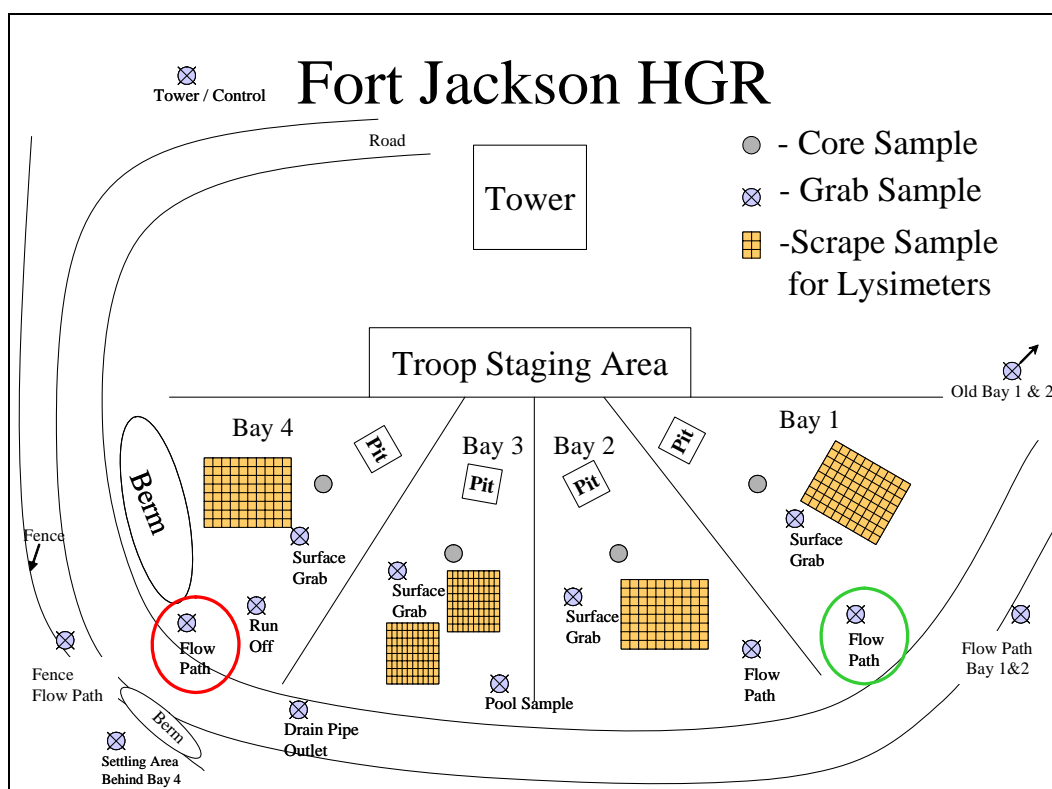 Fort Jackson HGR
Tower / Control
Road
Tower
- Core Sample
- Grab Sample
-Scrape Sample
for Lysimeters
Troop Staging Area
Old Bay 1 & 2
Bay 4
Pit
Bay 3
Pit
Bay 2
Pit
Pit
Bay 1
Berm
Fence
Surface
Grab
Surface
Grab
Surface
Grab
Surface
Grab
Run
Off
Flow
Path
Flow
Path
Flow
Path
Flow Path
Bay 1&2
Fence
Flow Path
Pool Sample
Berm
Drain Pipe
Outlet
Settling Area
Behind Bay 4